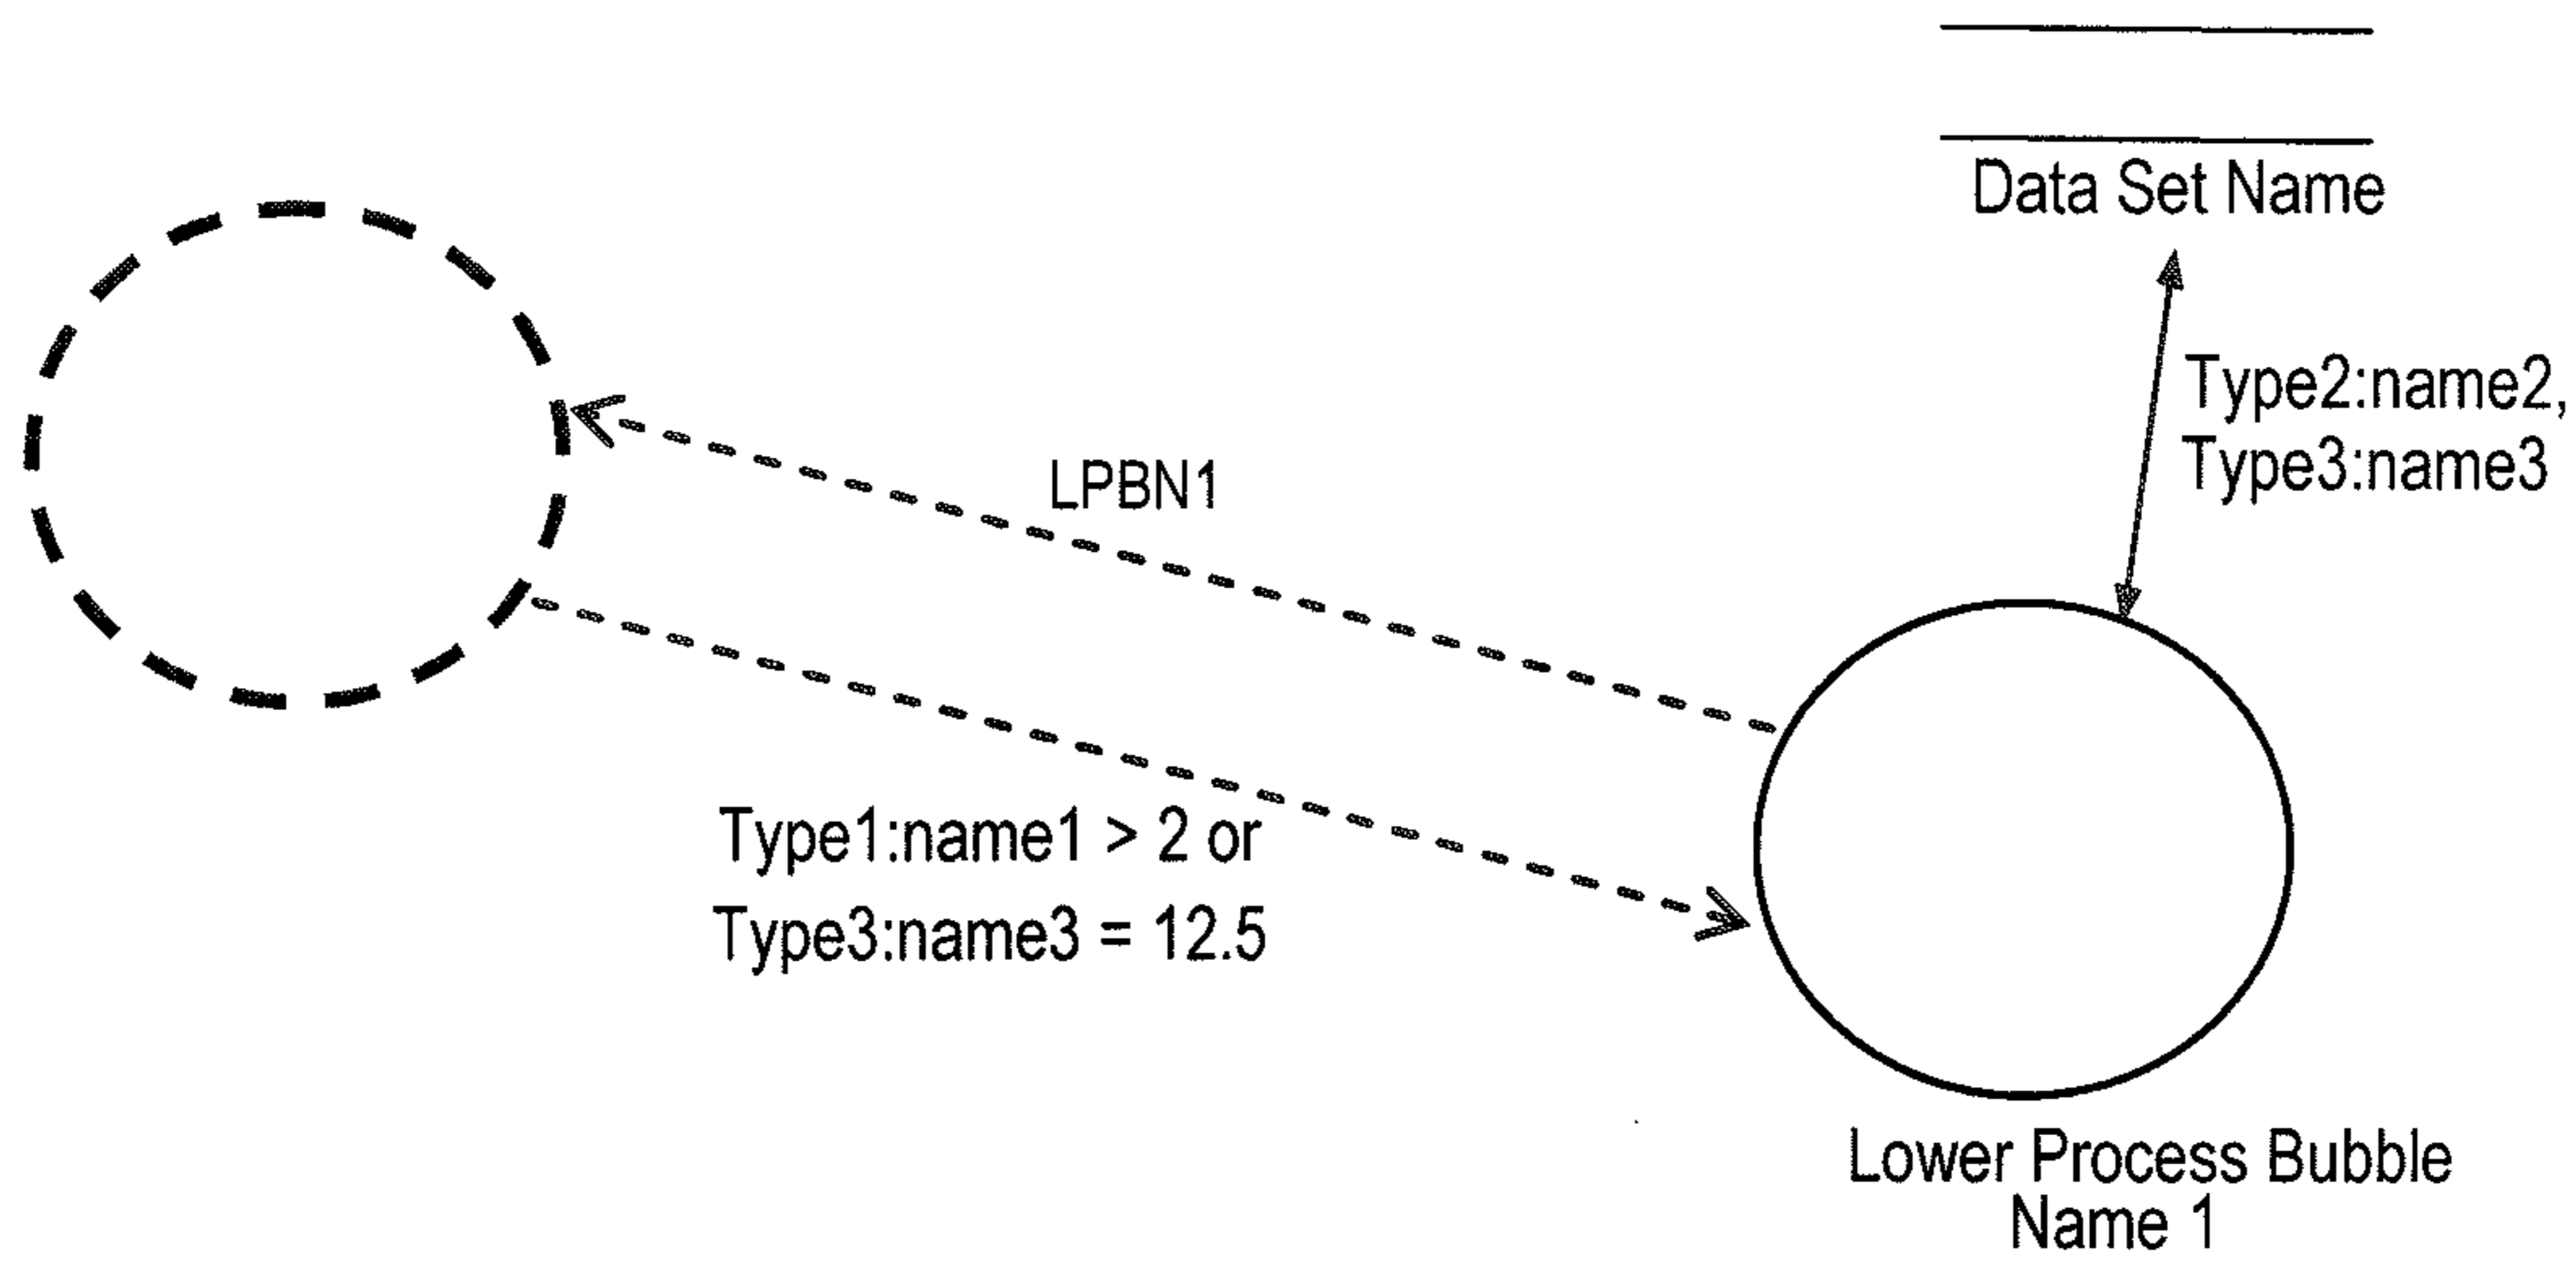 Data Set Name
Type2:name2,
Type3:name3
LPBN1
Type1:name1 > 2 or
Type3:name3 = 12.5
Lower Process Bubble
Name 1